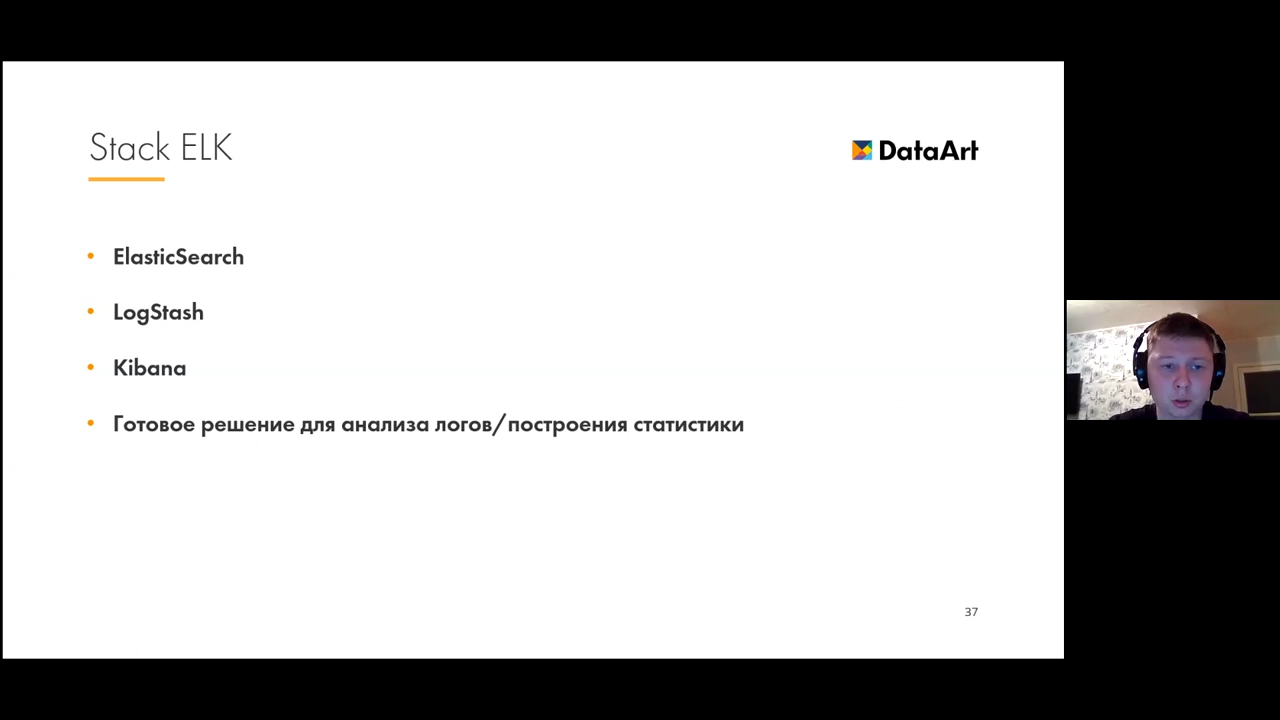 Stack ELK
DataArt
ElasticSearch
LogStash
Kibana
Готовое решение для анализа логов/построения статистики
37